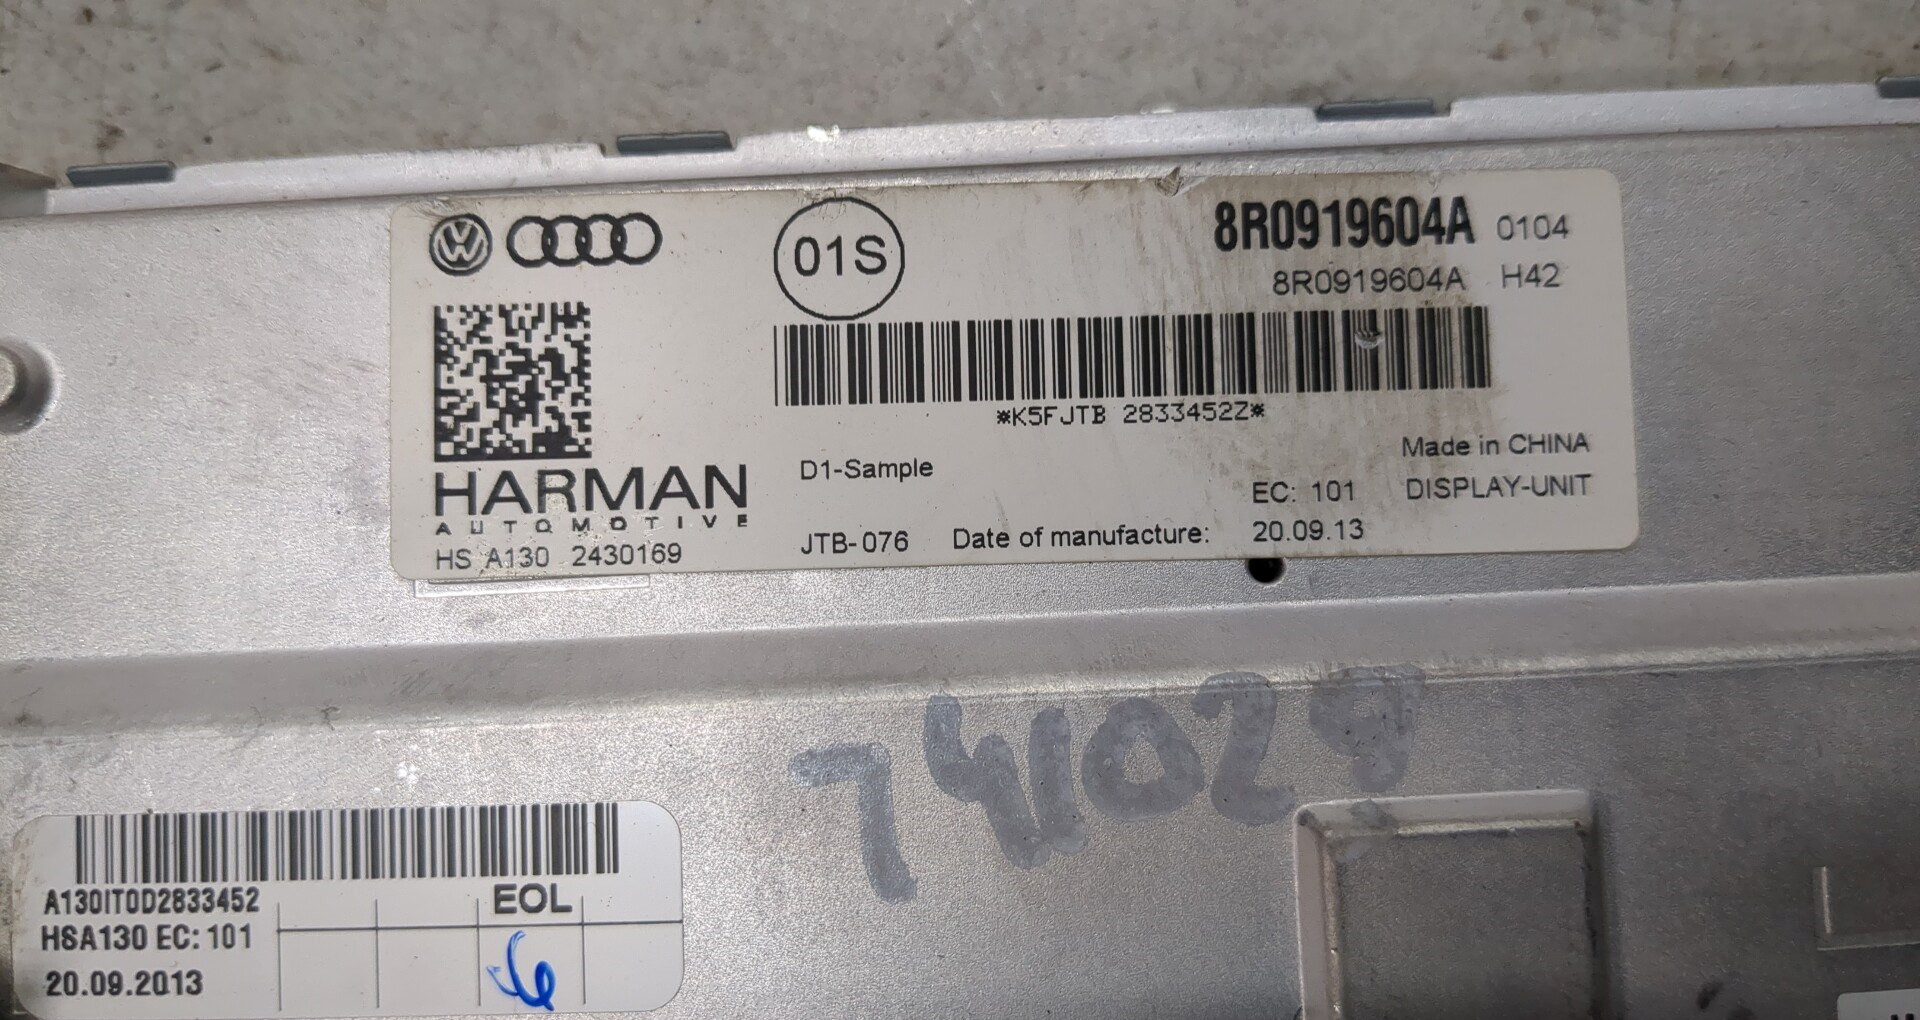 01S
8R0919604A 0104
8R0919604A H42
*K5FJTB 2833452Z*
Made in CHINA
D1-Sample
EC: 101 DISPLAY-UNIT
HARMAN
AUTOMOTIVE
HS A130 2430169
JTB-076 Date of manufacture: 20.09.13
741029
A130IT0D2833452
EOL
HSA130 EC: 101
20.09.2013